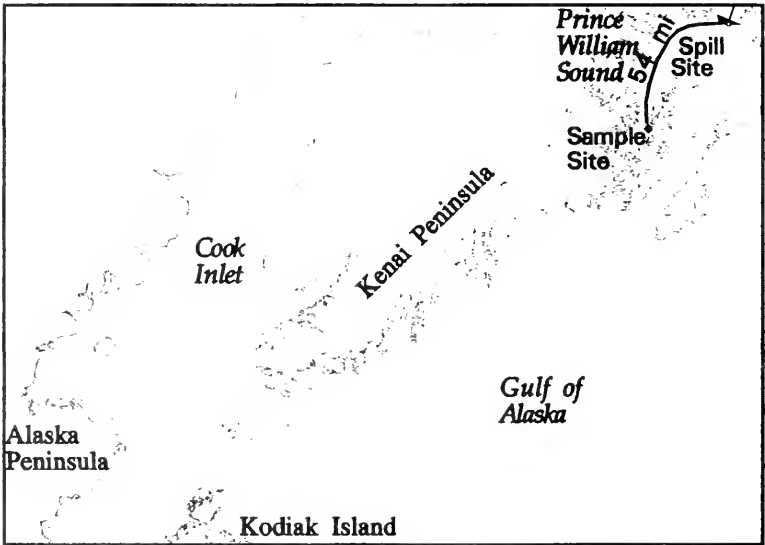 Prince
William
Sound
54 mi
Spill
Site
Sample
Site
Kenai Peninsula
Cook
Inlet
Gulf of
Alaska
Alaska
Peninsula
Kodiak Island